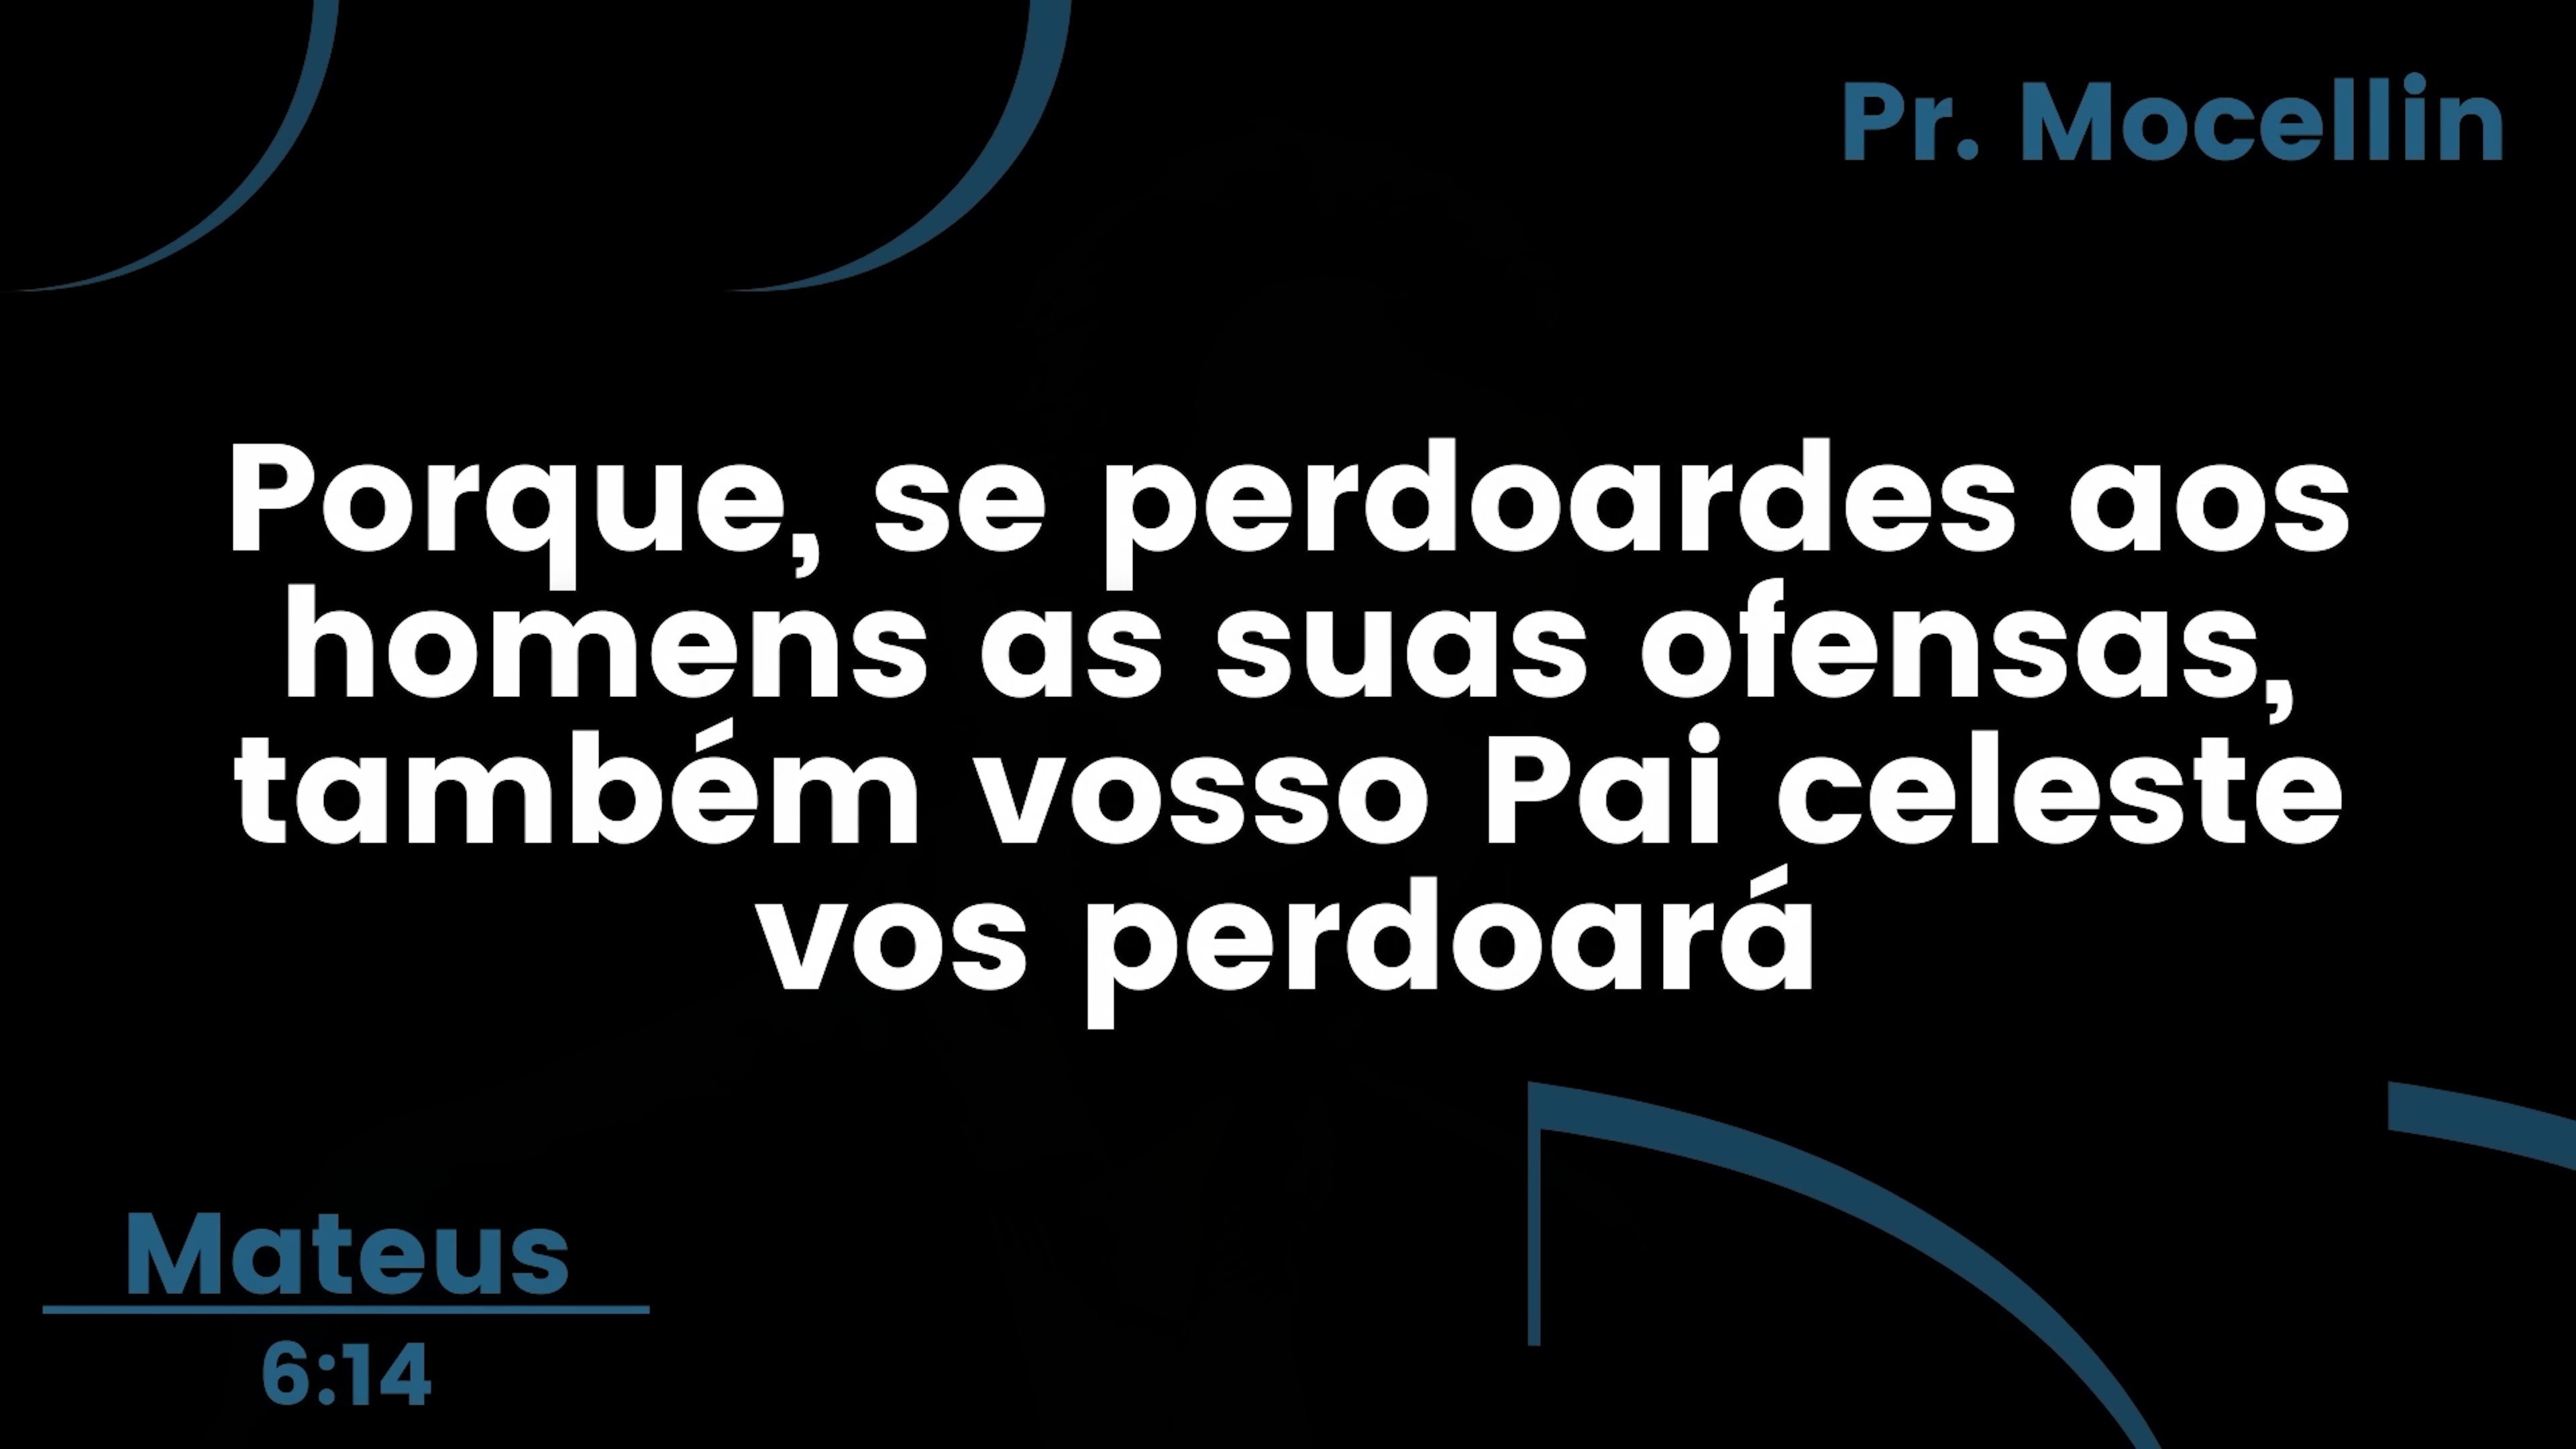 Pr. Mocellin
Porque, se perdoardes aos
homens as suas ofensas,
também vosso Pai celeste
vos perdoará
Mateus
6:14